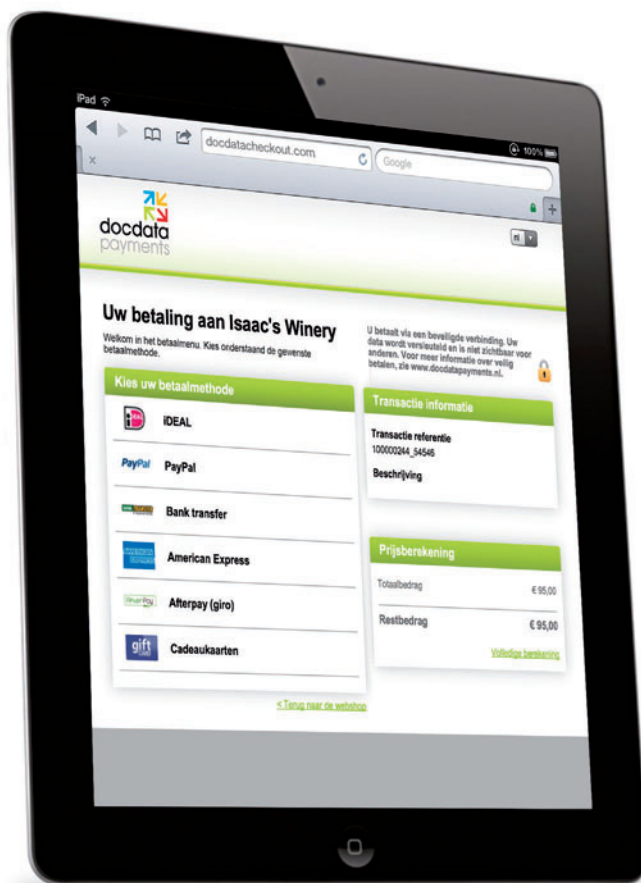 iPad
100%
docdatacheckout.com
Google
×
+
docdata
payments
nl
Uw betaling aan Isaac's Winery
Welkom in het betaalmenu. Kies onderstaand de gewenste
betaalmethode.
U betaalt via een beveiligde verbinding. Uw
data wordt versleuteld en is niet zichtbaar voor
anderen. Voor meer informatie over veilig
betalen, zie www.docdatapayments.nl.
Kies uw betaalmethode
iDEAL
iDEAL
PayPal
PayPal
Bank transfer
American Express
AfterPay
Afterpay (giro)
gift
Cadeaukaarten
< Terug naar de webshop
Transactie informatie
Transactie referentie
100000244_54546
Beschrijving
Prijsberekening
Totaalbedrag € 95,00
Restbedrag € 95,00
Volledige berekening